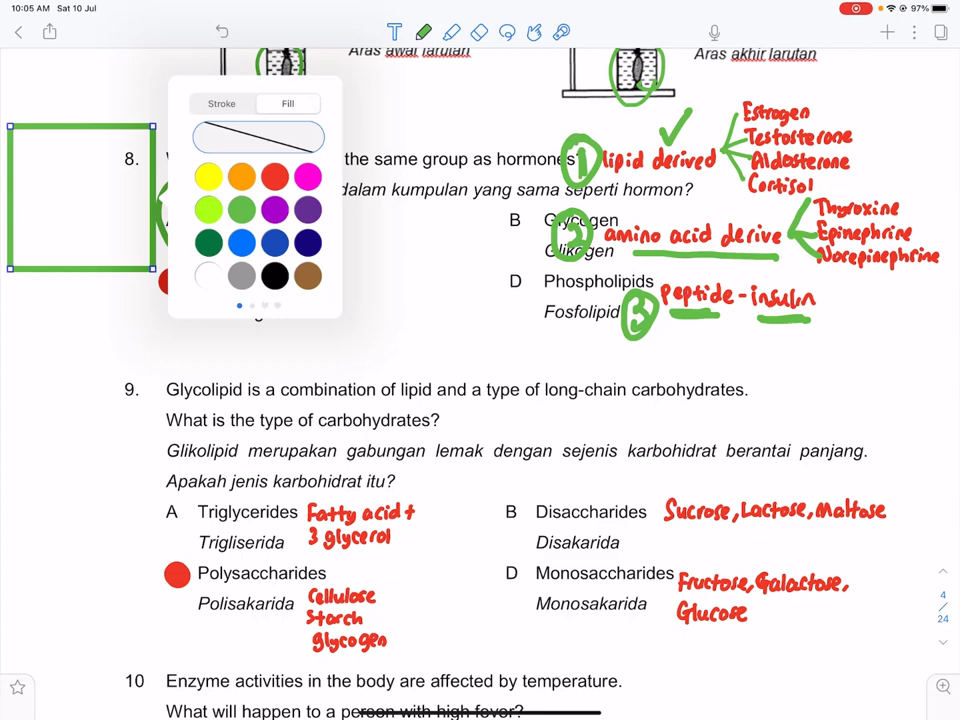 10:05 AM Sat 10 Jul
97%
Aras awal larutan
Aras akhir larutan
Stroke Fill
Estrogen
Testosterone
Aldosterone
Cortisol
① lipid derived
8. the same group as hormones?
dalam kumpulan yang sama seperti hormon?
B Glycogen
Glikogen
② amino acid derive
Thyroxine
Epinephrine
Norepinephrine
D Phospholipids
Fosfolipid
③ Peptide - insulin
9. Glycolipid is a combination of lipid and a type of long-chain carbohydrates.
What is the type of carbohydrates?
Glikolipid merupakan gabungan lemak dengan sejenis karbohidrat berantai panjang.
Apakah jenis karbohidrat itu?
A Triglycerides Fatty acid +
Trigliserida 3 glycerol
B Disaccharides Sucrose, Lactose, Maltose
Disakarida
Polysaccharides
Polisakarida
Cellulose
Starch
glycogen
D Monosaccharides Fructose, Galactose,
Monosakarida Glucose
4
/
24
10 Enzyme activities in the body are affected by temperature.
What will happen to a person with high fever?